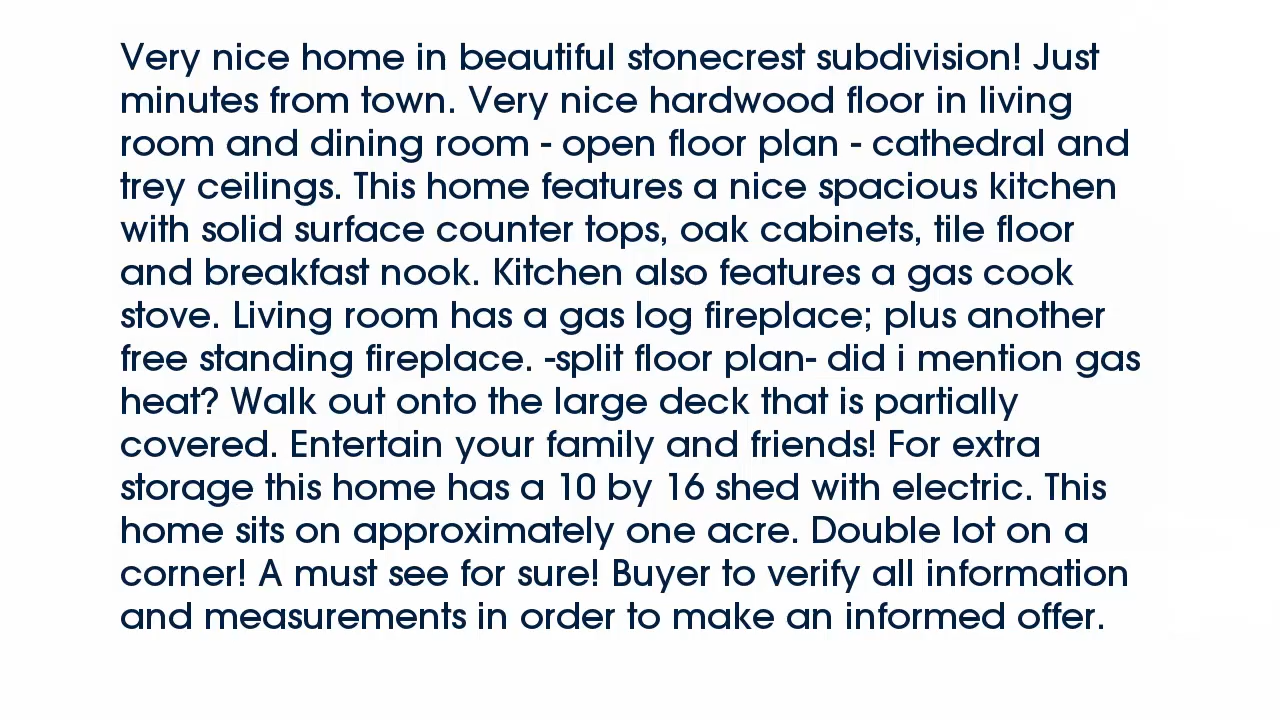 Very nice home in beautiful stonecrest subdivision! Just
minutes from town. Very nice hardwood floor in living
room and dining room - open floor plan - cathedral and
trey ceilings. This home features a nice spacious kitchen
with solid surface counter tops, oak cabinets, tile floor
and breakfast nook. Kitchen also features a gas cook
stove. Living room has a gas log fireplace; plus another
free standing fireplace. -split floor plan- did i mention gas
heat? Walk out onto the large deck that is partially
covered. Entertain your family and friends! For extra
storage this home has a 10 by 16 shed with electric. This
home sits on approximately one acre. Double lot on a
corner! A must see for sure! Buyer to verify all information
and measurements in order to make an informed offer.